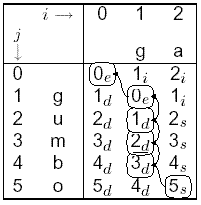 i → 0 1 2
j
↓ g a
0 0e 1i 2i
1 g 1d 0e 1i
2 u 2d 1d 2s
3 m 3d 2d 3s
4 b 4d 3d 4s
5 o 5d 4d 5s